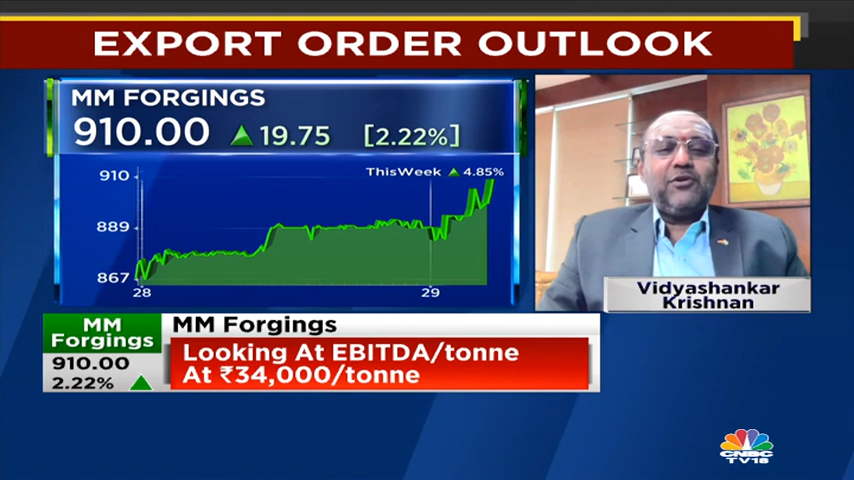 EXPORT ORDER OUTLOOK
MM FORGINGS
910.00 ▲ 19.75 [2.22%]
ThisWeek ▲ 4.85%
910
889
867
28 29
Vidyashankar
Krishnan
MM
Forgings
910.00
2.22% ▲
MM Forgings
Looking At EBITDA/tonne
At ₹34,000/tonne
CNBC
TV18